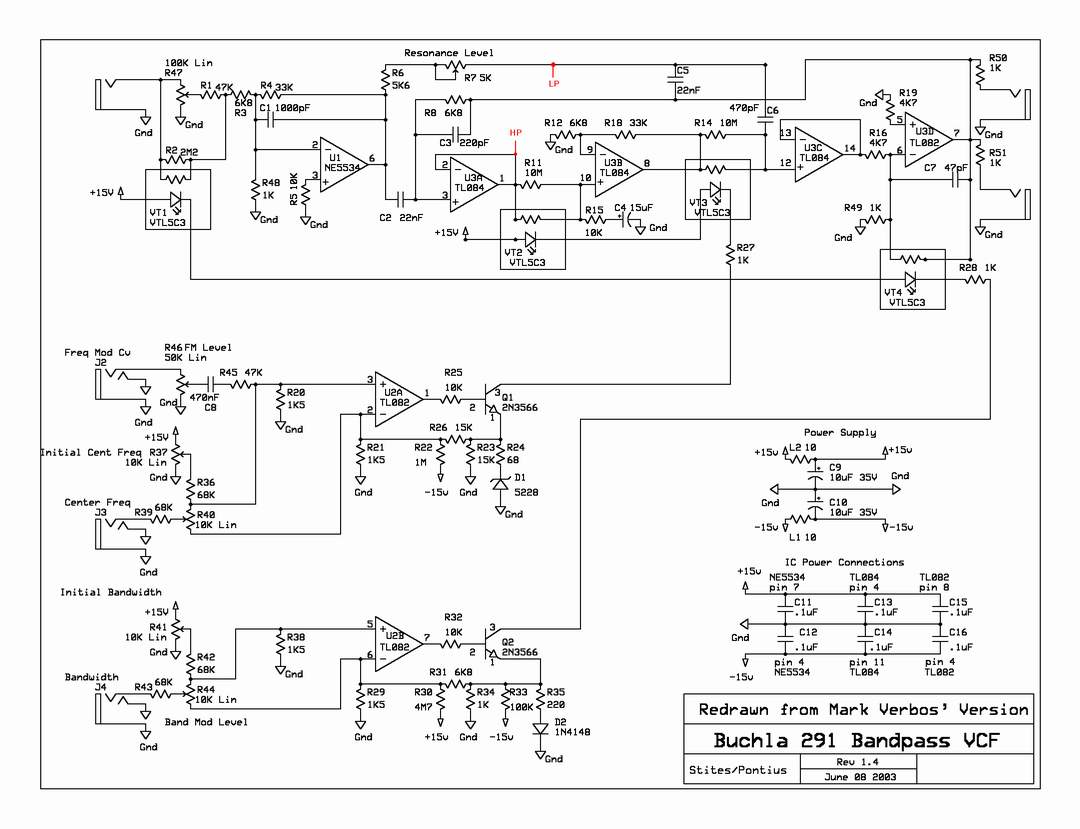 Resonance Level
100K Lin
R47
R1 47K
R4 33K
6K8
R3
C1 1000pF
R6
5K6
R7 5K
LP
C5
22nF
R50
1K
Gnd
Gnd
R8 6K8
C3 220pF
HP
470pF
C6
R12 6K8
R18 33K
R14 10M
Gnd
R19
4K7
Gnd
R2 2M2
2
3
6
U1
NE5534
2
3
1
U3A
TL084
R11
10M
9
10
8
U3B
TL084
13
12
14
U3C
TL084
R16
4K7
5
6
7
U3D
TL082
C7 47pF
R51
1K
Gnd
+15V
VT1
VTL5C3
R48
1K
Gnd
R5 10K
Gnd
C2 22nF
+15V
VT2
VTL5C3
R15
10K
C4 15uF
+
Gnd
VT3
VTL5C3
R27
1K
R49 1K
Gnd
Gnd
VT4
VTL5C3
R28 1K
Freq Mod Cv
J2
Gnd
R46 FM Level
50K Lin
Gnd
470nF
C8
R45 47K
R20
1K5
Gnd
3
2
1
U2A
TL082
R25
10K
2
3
1
Q1
2N3566
R26 15K
R21
1K5
Gnd
R22
1M
-15v
R23
15K
Gnd
R24
68
D1
5228
Gnd
+15V
Initial Cent Freq R37
10K Lin
Gnd
R36
68K
Center Freq
J3
R39 68K
R40
10K Lin
Gnd
Power Supply
+15v
L2 10
+15v
C9
10uF 35V
+
Gnd
Gnd
C10
10uF 35V
+
-15v
L1 10
-15v
IC Power Connections
+15v
NE5534
pin 7
TL084
pin 4
TL082
pin 8
C11
.1uF
C13
.1uF
C15
.1uF
Gnd
C12
.1uF
C14
.1uF
C16
.1uF
-15v
pin 4
NE5534
pin 11
TL084
pin 4
TL082
Initial Bandwidth
+15V
R41
10K Lin
Gnd
R42
68K
Bandwidth
J4
R43 68K
R44
10K Lin
Band Mod Level
Gnd
R38
1K5
Gnd
5
6
7
U2B
TL082
R32
10K
2
3
1
Q2
2N3566
R31 6K8
R29
1K5
Gnd
R30
4M7
+15v
R34
1K
Gnd
R33
100K
-15v
R35
220
D2
1N4148
Gnd
Redrawn from Mark Verbos' Version
Buchla 291 Bandpass VCF
Stites/Pontius
Rev 1.4
June 08 2003